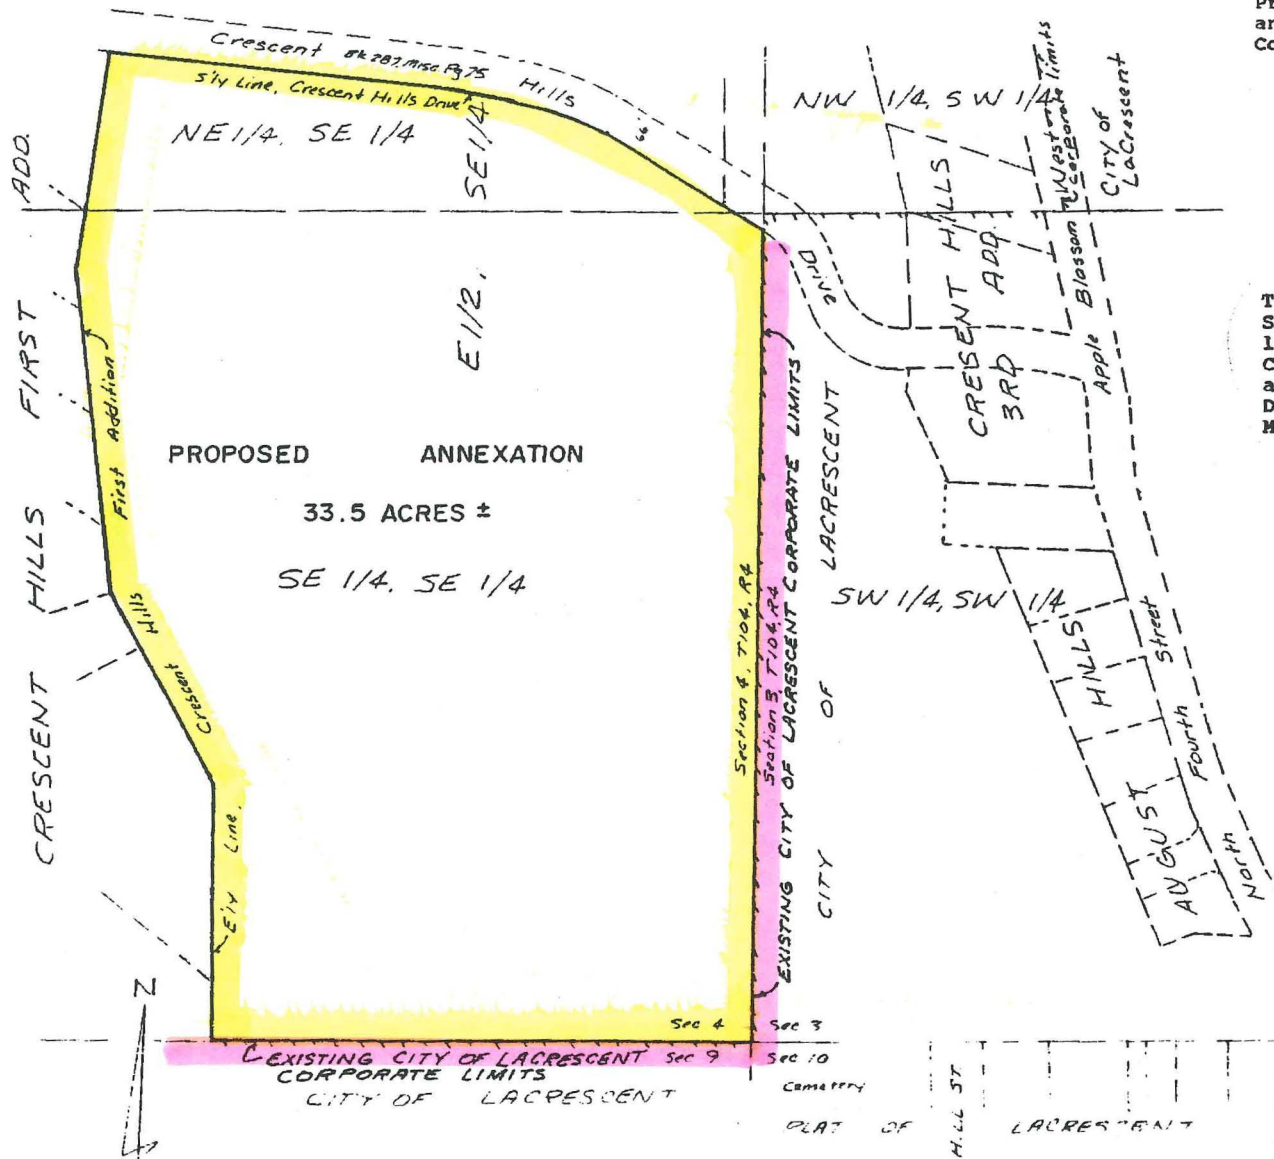 Crescent Bk 287, Misc Pg 75 Hills
Drive
S'ly Line, Crescent Hills Drive
66'
NE 1/4, SE 1/4
E 1/2, SE 1/4
NW 1/4, SW 1/4
West Corporate limits
CITY OF
LaCrescent
Apple Blossom
CRESENT HILLS
3RD ADD.
CRESCENT HILLS FIRST ADD.
E'ly Line, Crescent Hills First Addition
PROPOSED ANNEXATION
33.5 ACRES ±
SE 1/4, SE 1/4
Section 4, T104, R4
Section 3, T104, R4
EXISTING CITY OF LACRESCENT CORPORATE LIMITS
CITY OF LACRESCENT
SW 1/4, SW 1/4
AUGUST HILLS
North Fourth Street
N
Sec 4
Sec 3
EXISTING CITY OF LACRESCENT
Sec 9
Sec 10
CORPORATE LIMITS
CITY OF LACRESCENT
Cemetery
HILL ST
PLAT OF LACRESCENT